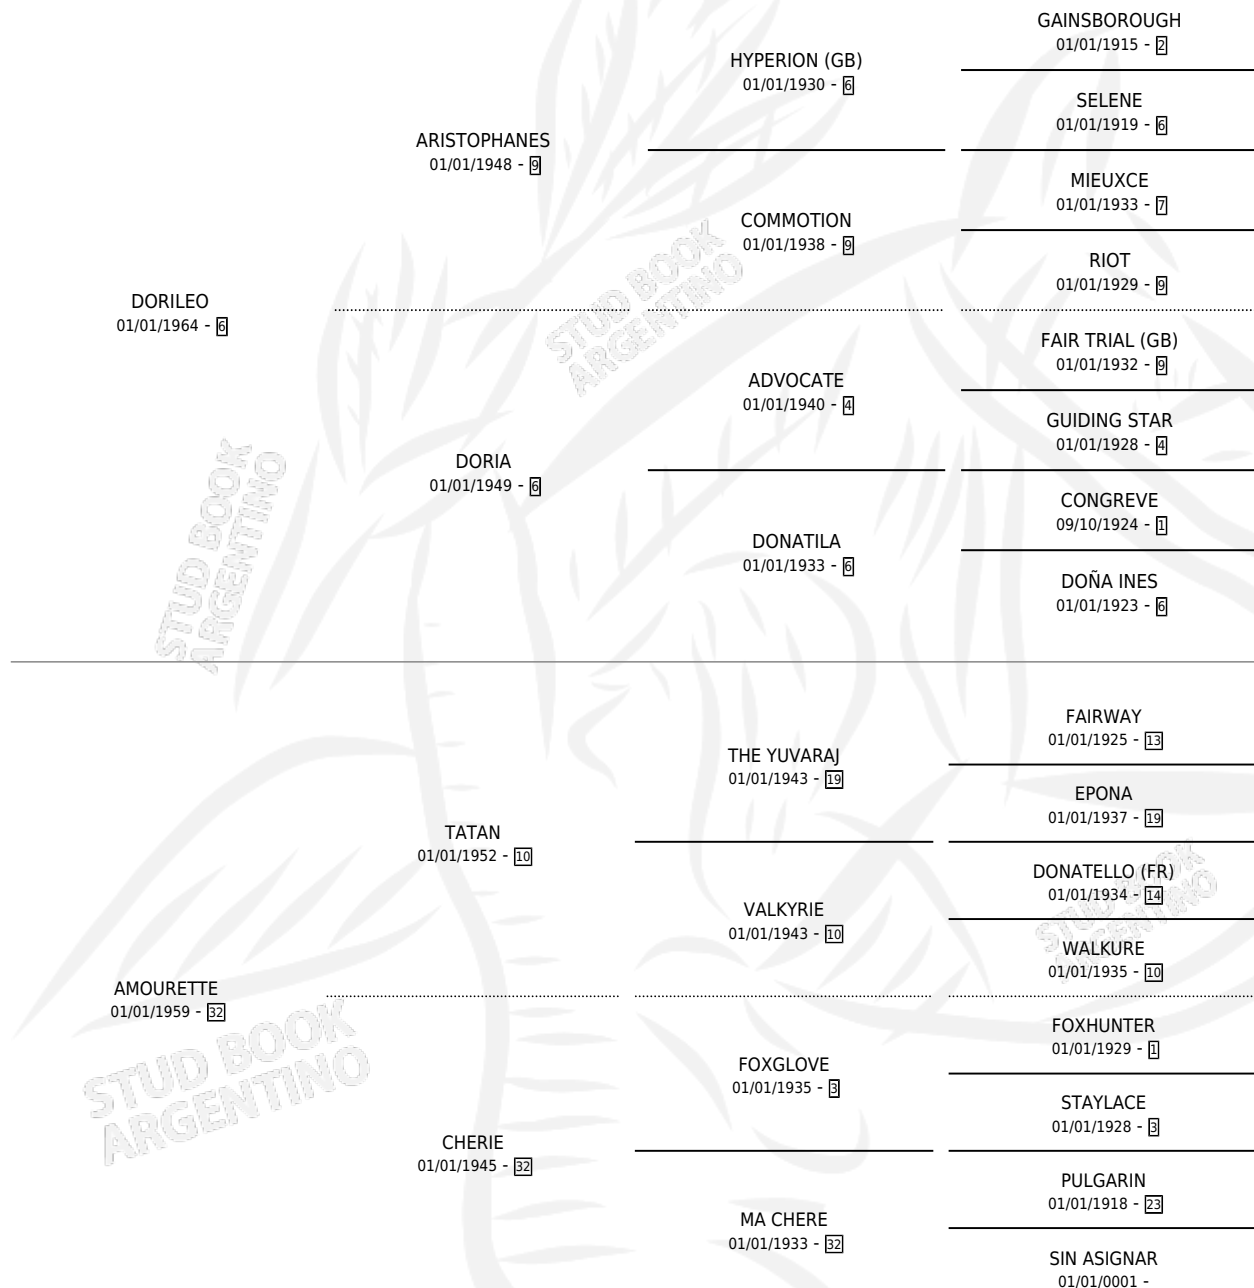 GAINSBOROUGH
01/01/1915 - 2
HYPERION (GB)
01/01/1930 - 6
SELENE
01/01/1919 - 6
ARISTOPHANES
01/01/1948 - 9
MIEUXCE
01/01/1933 - 7
COMMOTION
01/01/1938 - 9
RIOT
01/01/1929 - 9
DORILEO
01/01/1964 - 6
FAIR TRIAL (GB)
01/01/1932 - 9
ADVOCATE
01/01/1940 - 4
GUIDING STAR
01/01/1928 - 4
DORIA
01/01/1949 - 6
CONGREVE
09/10/1924 - 1
DONATILA
01/01/1933 - 6
DOÑA INES
01/01/1923 - 6
STUD BOOK
ARGENTINO
STUD BOOK
ARGENTINO
FAIRWAY
01/01/1925 - 13
THE YUVARAJ
01/01/1943 - 19
EPONA
01/01/1937 - 19
TATAN
01/01/1952 - 10
DONATELLO (FR)
01/01/1934 - 14
VALKYRIE
01/01/1943 - 10
WALKURE
01/01/1935 - 10
STUD BOOK
ARGENTINO
AMOURETTE
01/01/1959 - 32
FOXHUNTER
01/01/1929 - 1
FOXGLOVE
01/01/1935 - 3
STAYLACE
01/01/1928 - 3
CHERIE
01/01/1945 - 32
PULGARIN
01/01/1918 - 23
MA CHERE
01/01/1933 - 32
SIN ASIGNAR
01/01/0001 -
STUD BOOK
ARGENTINO